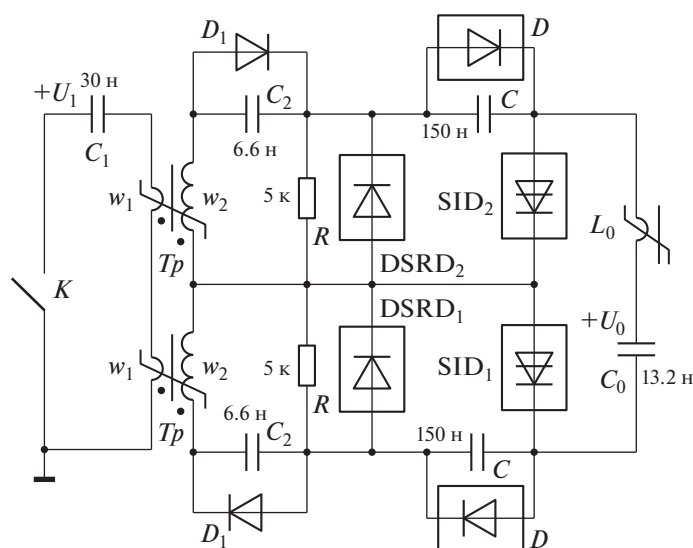 D₁ D
+U₁ 30 н C₂ C
C₁ 6.6 н 150 н
w₁ w₂ 5 к SID₂ L₀
R
Tp DSRD₂
K DSRD₁ +U₀
w₁ w₂ 5 к SID₁ C₀ 13.2 н
R
Tp 6.6 н C₂ 150 н C
D₁ D